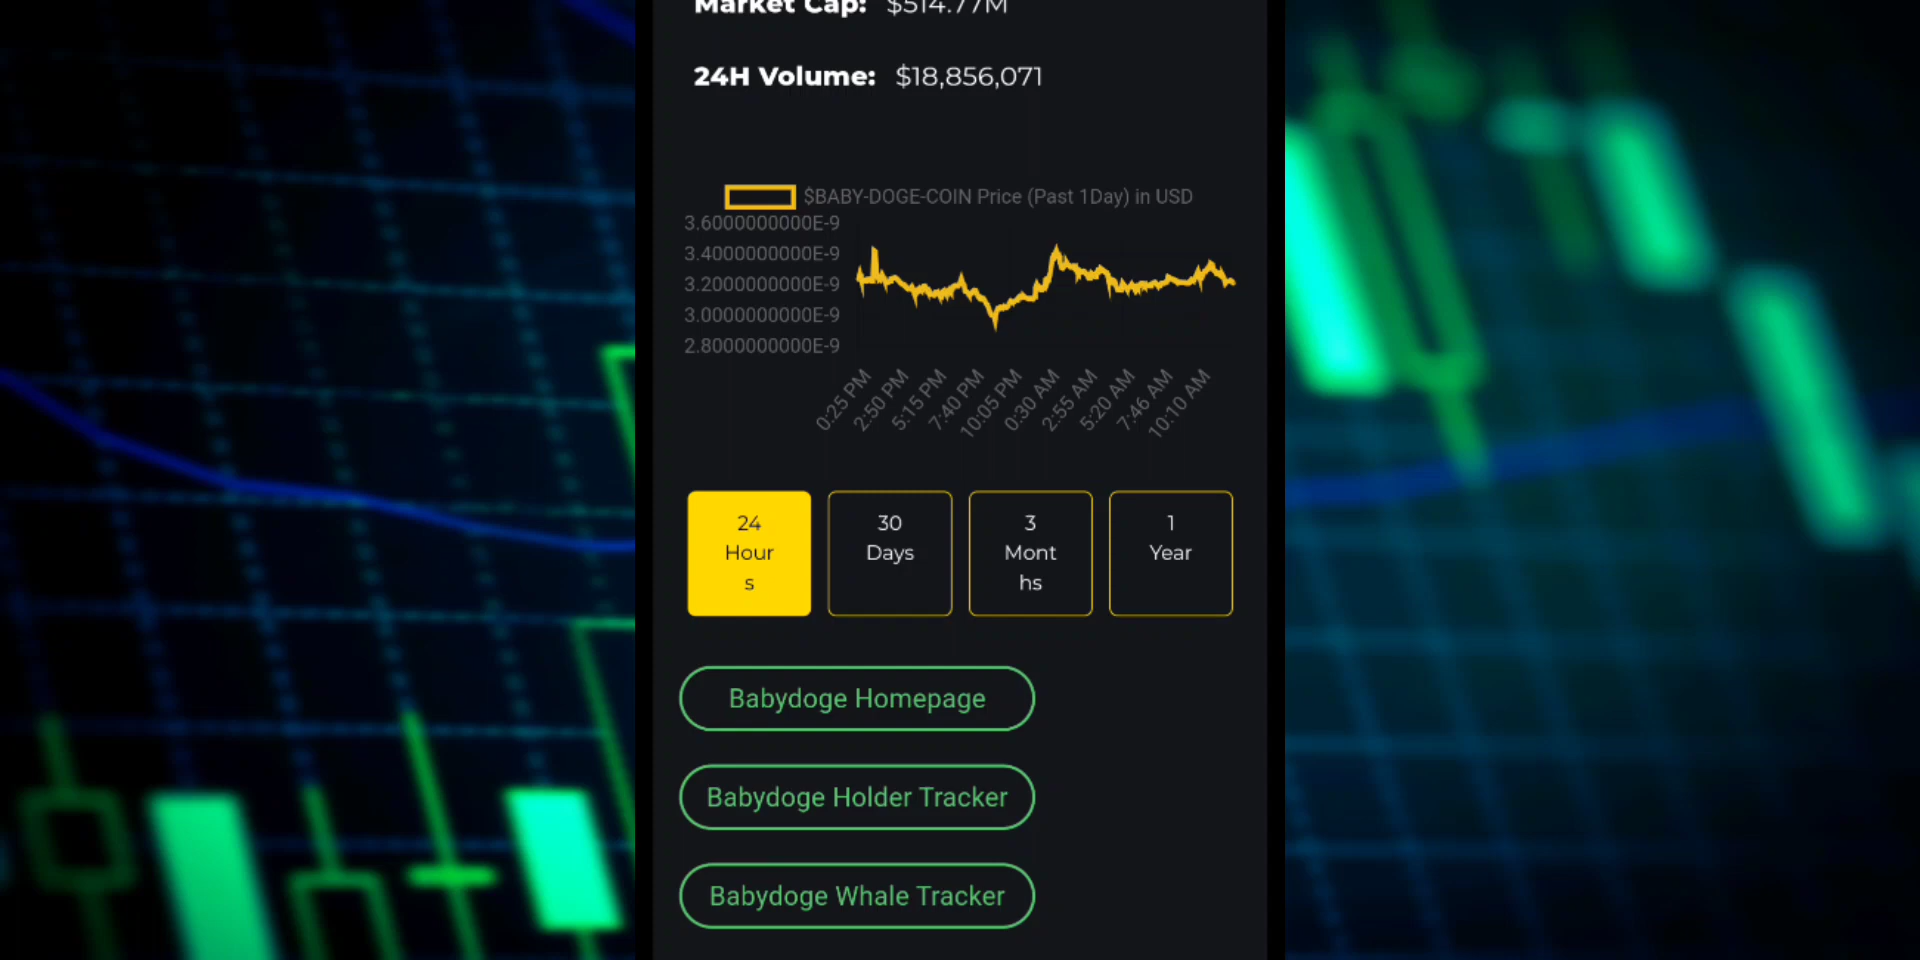 Market Cap: $514.77M
24H Volume: $18,856,071
$BABY-DOGE-COIN Price (Past 1Day) in USD
3.6000000000E-9
3.4000000000E-9
3.2000000000E-9
3.0000000000E-9
2.8000000000E-9
0:25 PM
2:50 PM
5:15 PM
7:40 PM
10:05 PM
0:30 AM
2:55 AM
5:20 AM
7:46 AM
10:10 AM
24
Hour
s
30
Days
3
Mont
hs
1
Year
Babydoge Homepage
Babydoge Holder Tracker
Babydoge Whale Tracker